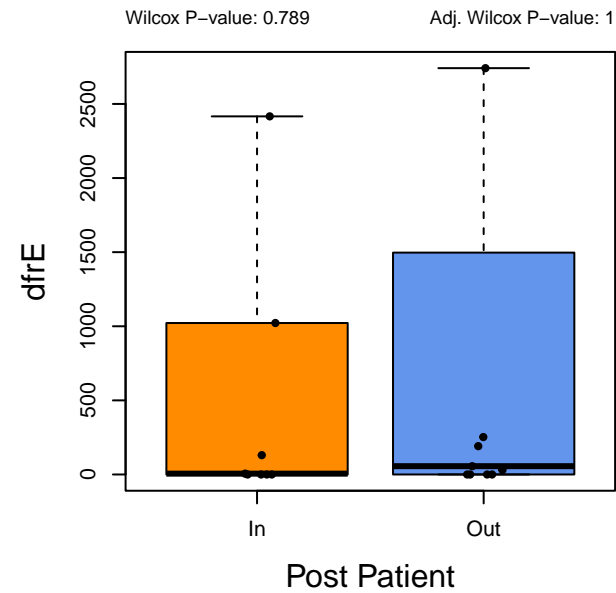 Wilcox P−value: 0.789
Adj. Wilcox P−value: 1
dfrE
2500
2000
1500
1000
500
0
In
Out
Post Patient